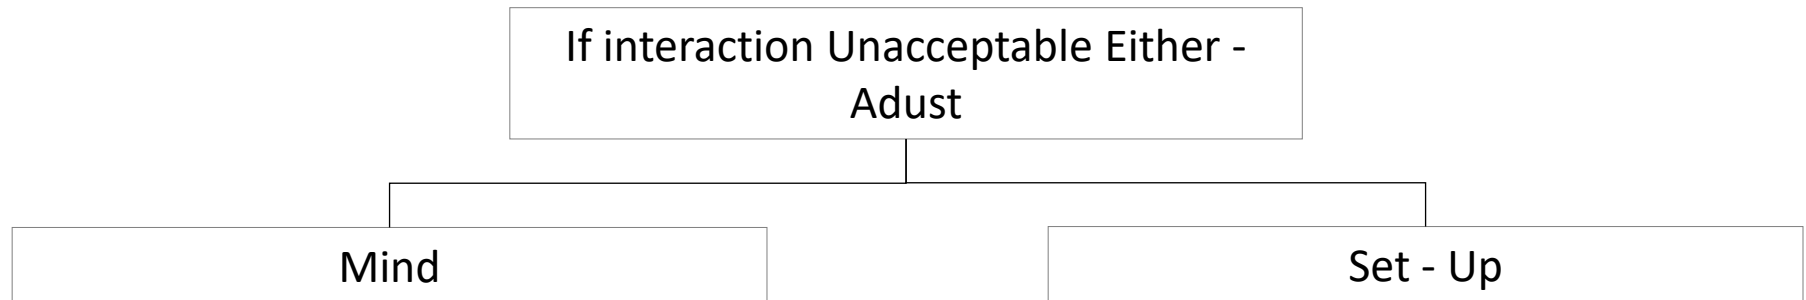 If interaction Unacceptable Either -
Adust
Mind
Set - Up